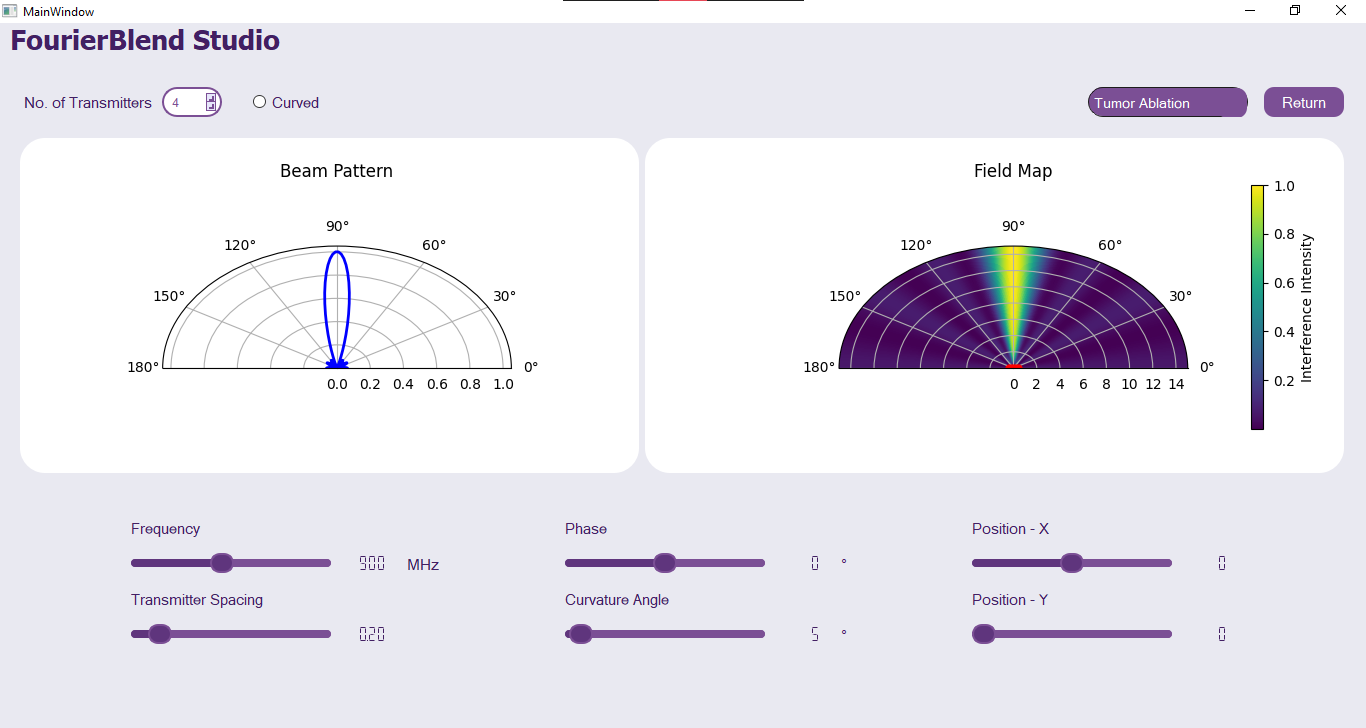 MainWindow
FourierBlend Studio
No. of Transmitters 4 Curved Tumor Ablation Return
Beam Pattern
90°
120° 60°
150° 30°
180° 0°
0.0 0.2 0.4 0.6 0.8 1.0
Field Map
90°
120° 60°
150° 30°
180° 0°
0 2 4 6 8 10 12 14
1.0
0.8
0.6
0.4
0.2
Interference Intensity
Frequency Phase Position - X
900 MHz 0 ° 0
Transmitter Spacing Curvature Angle Position - Y
0.20 5 ° 0